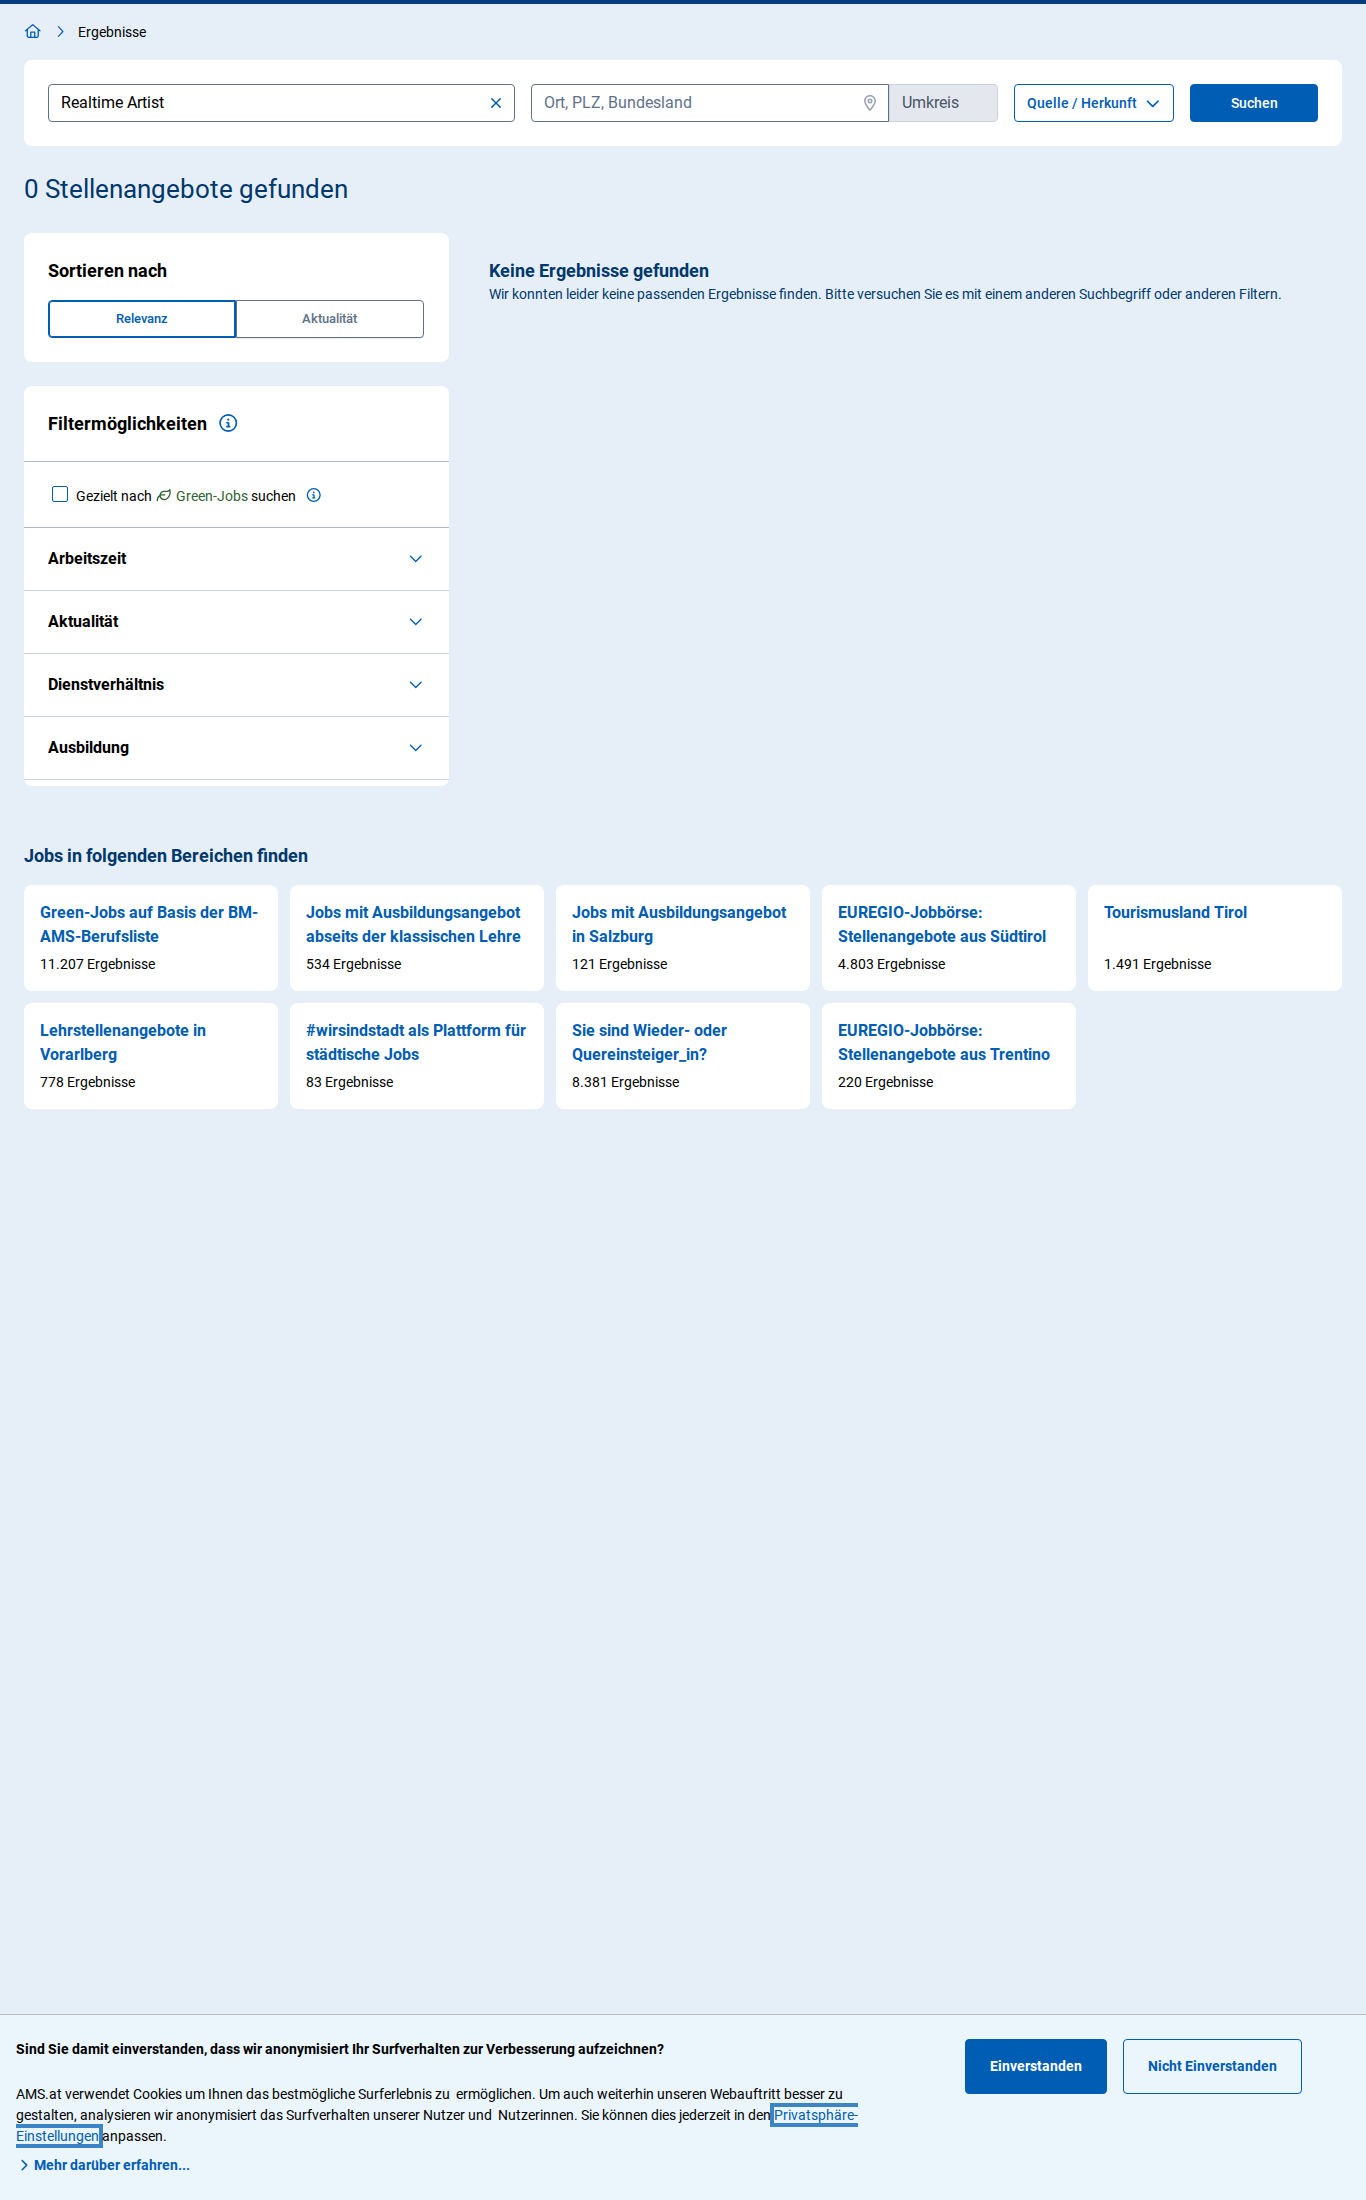 Ergebnisse
Realtime Artist
Ort, PLZ, Bundesland
Umkreis
Quelle / Herkunft
Suchen
0 Stellenangebote gefunden
Sortieren nach
Relevanz
Aktualität
Keine Ergebnisse gefunden
Wir konnten leider keine passenden Ergebnisse finden. Bitte versuchen Sie es mit einem anderen Suchbegriff oder anderen Filtern.
Filtermöglichkeiten
Gezielt nach Green-Jobs suchen
Arbeitszeit
Aktualität
Dienstverhältnis
Ausbildung
Jobs in folgenden Bereichen finden
Green-Jobs auf Basis der BM-
AMS-Berufsliste
11.207 Ergebnisse
Jobs mit Ausbildungsangebot
abseits der klassischen Lehre
534 Ergebnisse
Jobs mit Ausbildungsangebot
in Salzburg
121 Ergebnisse
EUREGIO-Jobbörse:
Stellenangebote aus Südtirol
4.803 Ergebnisse
Tourismusland Tirol
1.491 Ergebnisse
Lehrstellenangebote in
Vorarlberg
778 Ergebnisse
#wirsindstadt als Plattform für
städtische Jobs
83 Ergebnisse
Sie sind Wieder- oder
Quereinsteiger_in?
8.381 Ergebnisse
EUREGIO-Jobbörse:
Stellenangebote aus Trentino
220 Ergebnisse
Sind Sie damit einverstanden, dass wir anonymisiert Ihr Surfverhalten zur Verbesserung aufzeichnen?
AMS.at verwendet Cookies um Ihnen das bestmögliche Surferlebnis zu ermöglichen. Um auch weiterhin unseren Webauftritt besser zu
gestalten, analysieren wir anonymisiert das Surfverhalten unserer Nutzer und Nutzerinnen. Sie können dies jederzeit in den Privatsphäre-
Einstellungen anpassen.
Mehr darüber erfahren...
Einverstanden
Nicht Einverstanden